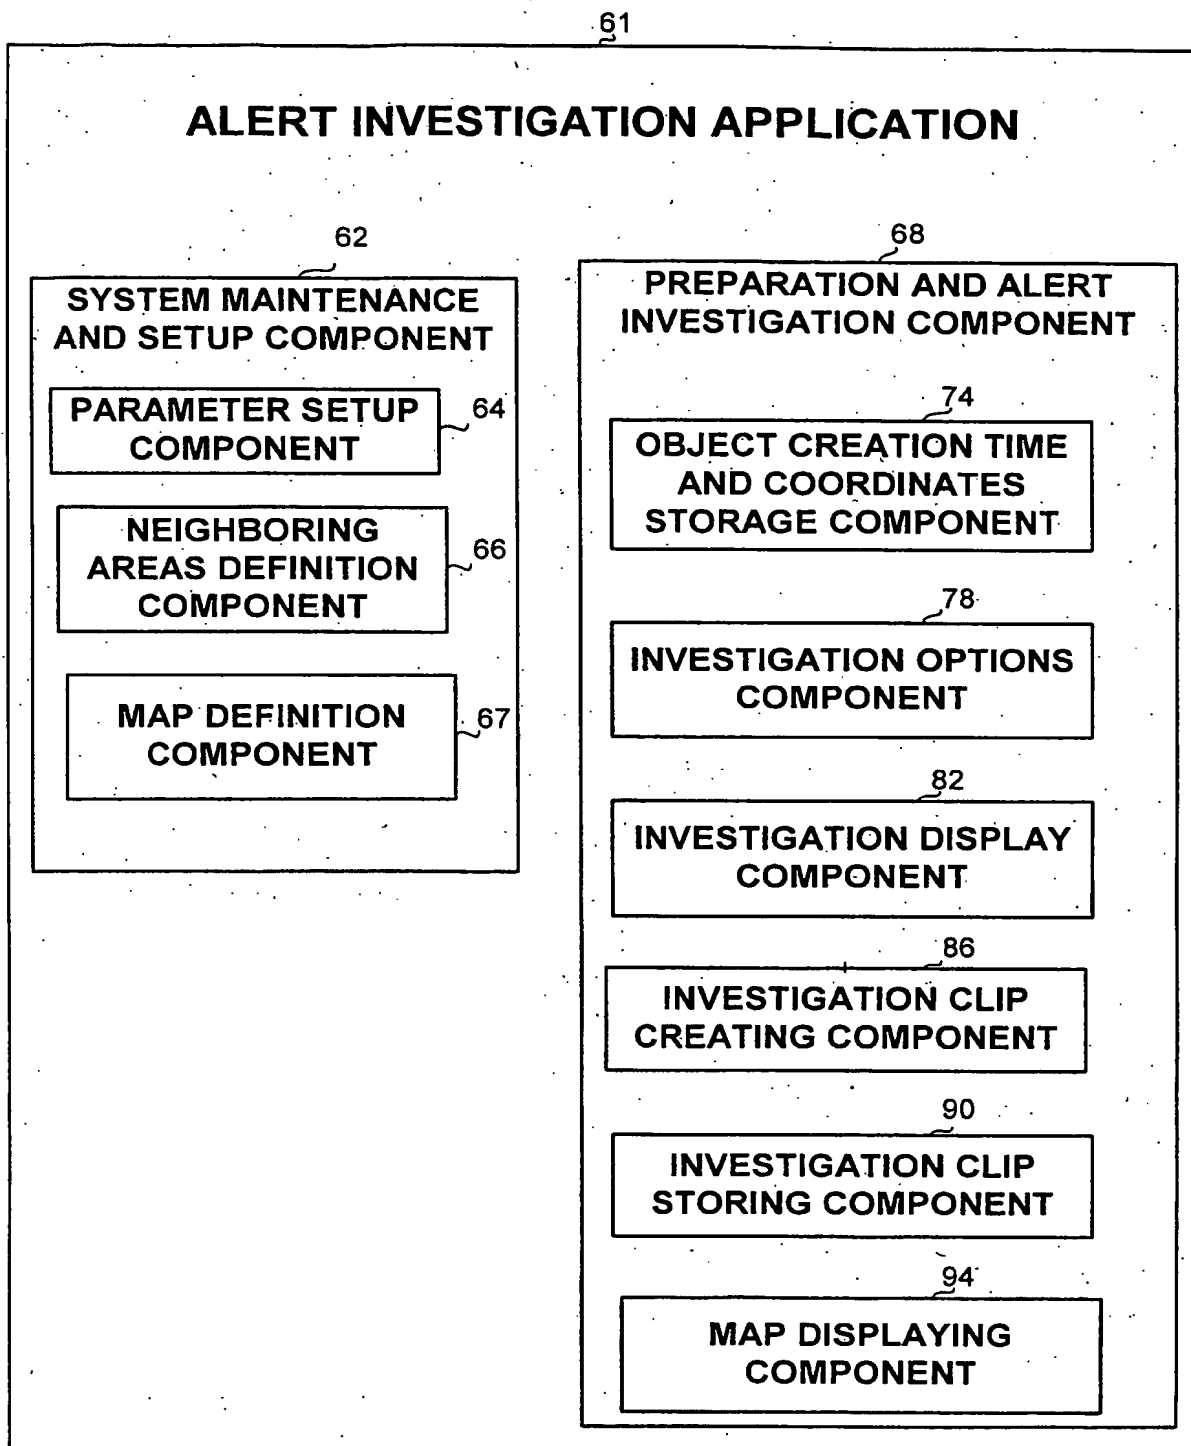 61
ALERT INVESTIGATION APPLICATION
62
SYSTEM MAINTENANCE
AND SETUP COMPONENT
PARAMETER SETUP
COMPONENT
64
NEIGHBORING
AREAS DEFINITION
COMPONENT
66
MAP DEFINITION
COMPONENT
67
68
PREPARATION AND ALERT
INVESTIGATION COMPONENT
74
OBJECT CREATION TIME
AND COORDINATES
STORAGE COMPONENT
78
INVESTIGATION OPTIONS
COMPONENT
82
INVESTIGATION DISPLAY
COMPONENT
86
INVESTIGATION CLIP
CREATING COMPONENT
90
INVESTIGATION CLIP
STORING COMPONENT
94
MAP DISPLAYING
COMPONENT